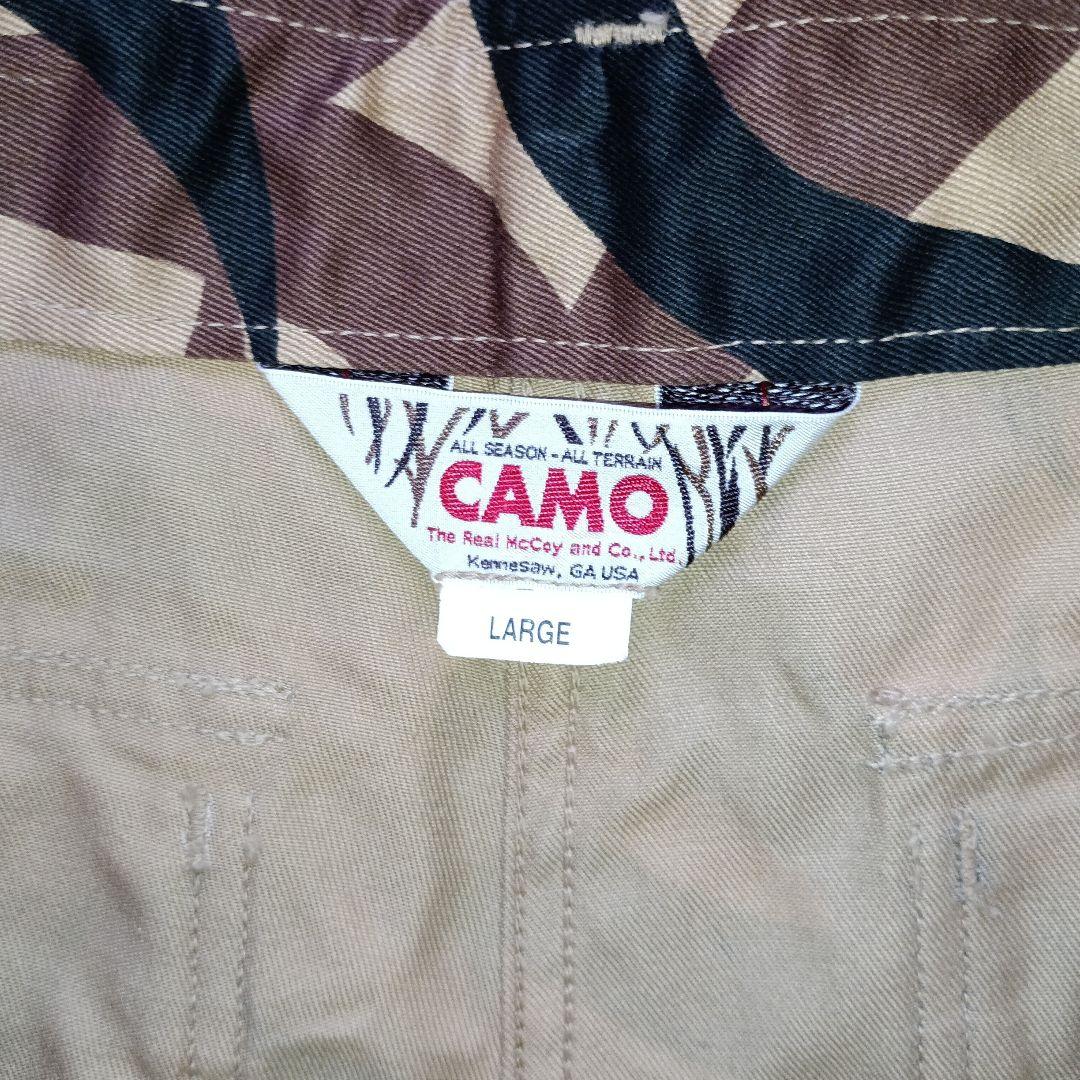 ALL SEASON - ALL TERRAIN
CAMO
The Real McCoy and Co., Ltd.
Kennesaw, GA USA
LARGE